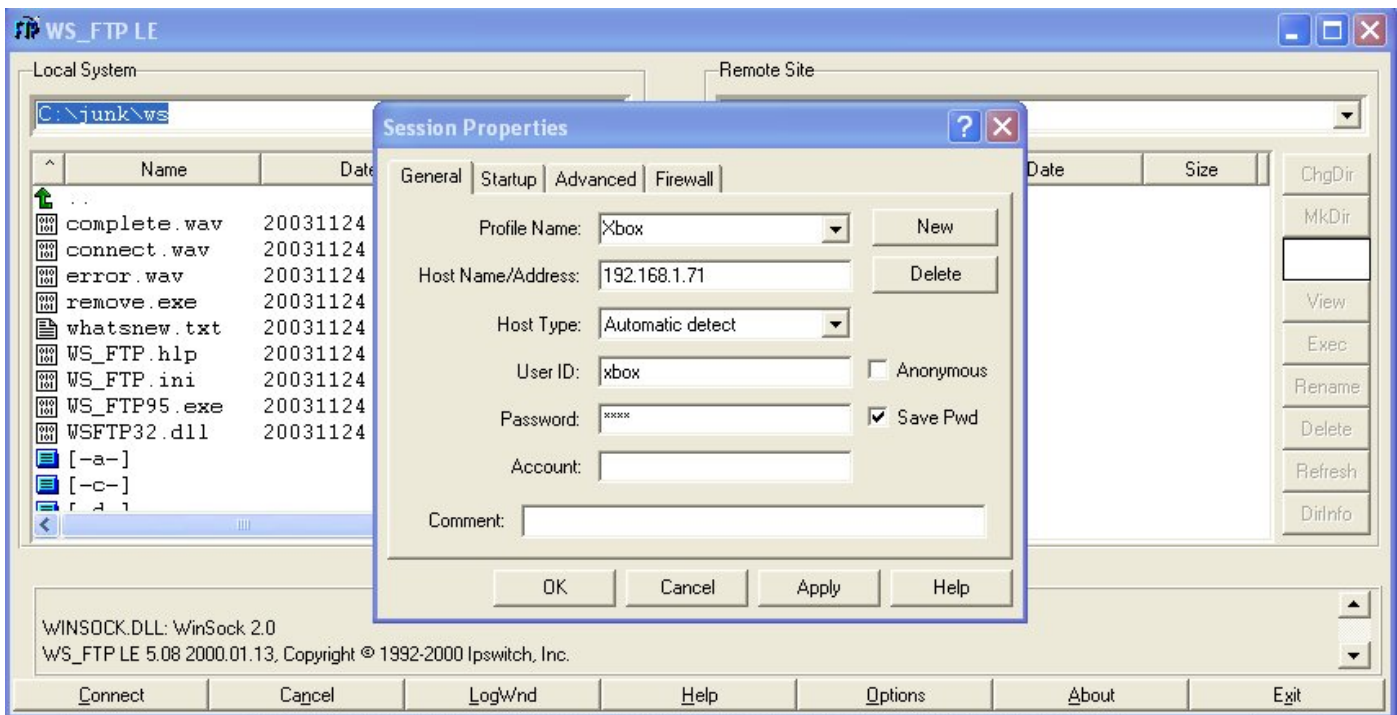 WS_FTP LE
Local System
Remote Site
C:\junk\ws
^ Name Date
Date Size
..
complete.wav 20031124
connect.wav 20031124
error.wav 20031124
remove.exe 20031124
whatsnew.txt 20031124
WS_FTP.hlp 20031124
WS_FTP.ini 20031124
WS_FTP95.exe 20031124
WSFTP32.dll 20031124
[-a-]
[-c-]
[-d-]
Session Properties
General Startup Advanced Firewall
Profile Name: Xbox New
Host Name/Address: 192.168.1.71 Delete
Host Type: Automatic detect
User ID: xbox Anonymous
Password: xxxx Save Pwd
Account:
Comment:
OK Cancel Apply Help
ChgDir
MkDir
View
Exec
Rename
Delete
Refresh
DirInfo
WINSOCK.DLL: WinSock 2.0
WS_FTP LE 5.08 2000.01.13, Copyright © 1992-2000 Ipswitch, Inc.
Connect Cancel LogWnd Help Options About Exit